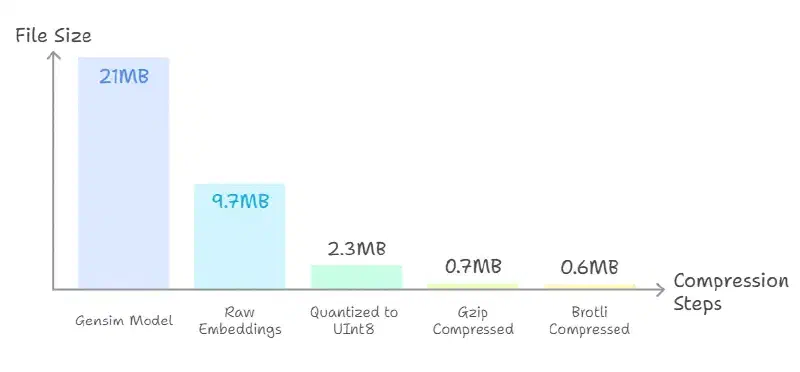 File Size
21MB
9.7MB
2.3MB
0.7MB
0.6MB
Compression
Steps
Gensim Model
Raw
Embeddings
Quantized to
UInt8
Gzip
Compressed
Brotli
Compressed